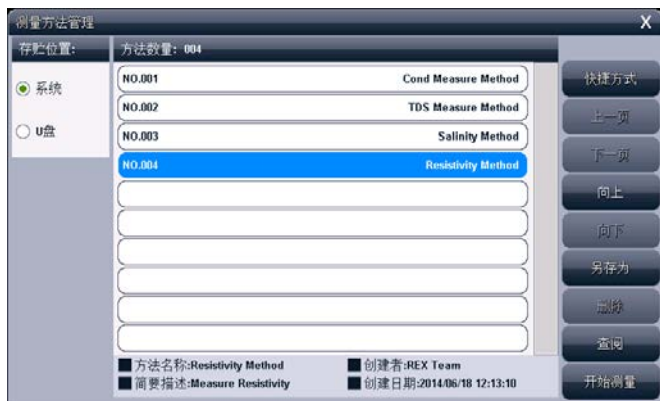 测量方法管理 X
存贮位置:
方法数量: 004
系统
U盘
NO.001 Cond Measure Method
NO.002 TDS Measure Method
NO.003 Salinity Method
NO.004 Resistivity Method
方法名称:Resistivity Method
创建者:REX Team
简要描述:Measure Resistivity
创建日期:2014/06/18 12:13:10
快捷方式
上一页
下一页
向上
向下
另存为
删除
查阅
开始测量